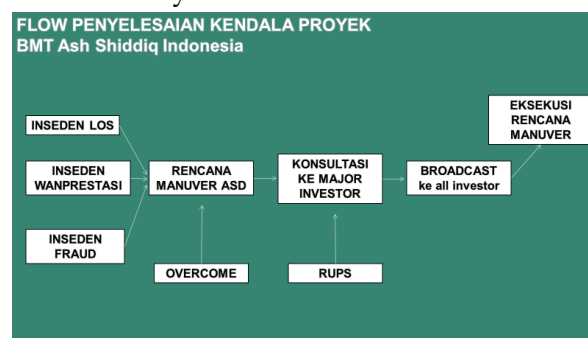 FLOW PENYELESAIAN KENDALA PROYEK
BMT Ash Shiddiq Indonesia
EKSEKUSI
RENCANA
MANUVER
INSEDEN LOS
INSEDEN
WANPRESTASI
RENCANA
MANUVER ASD
KONSULTASI
KE MAJOR
INVESTOR
BROADCAST
ke all investor
INSEDEN
FRAUD
OVERCOME
RUPS